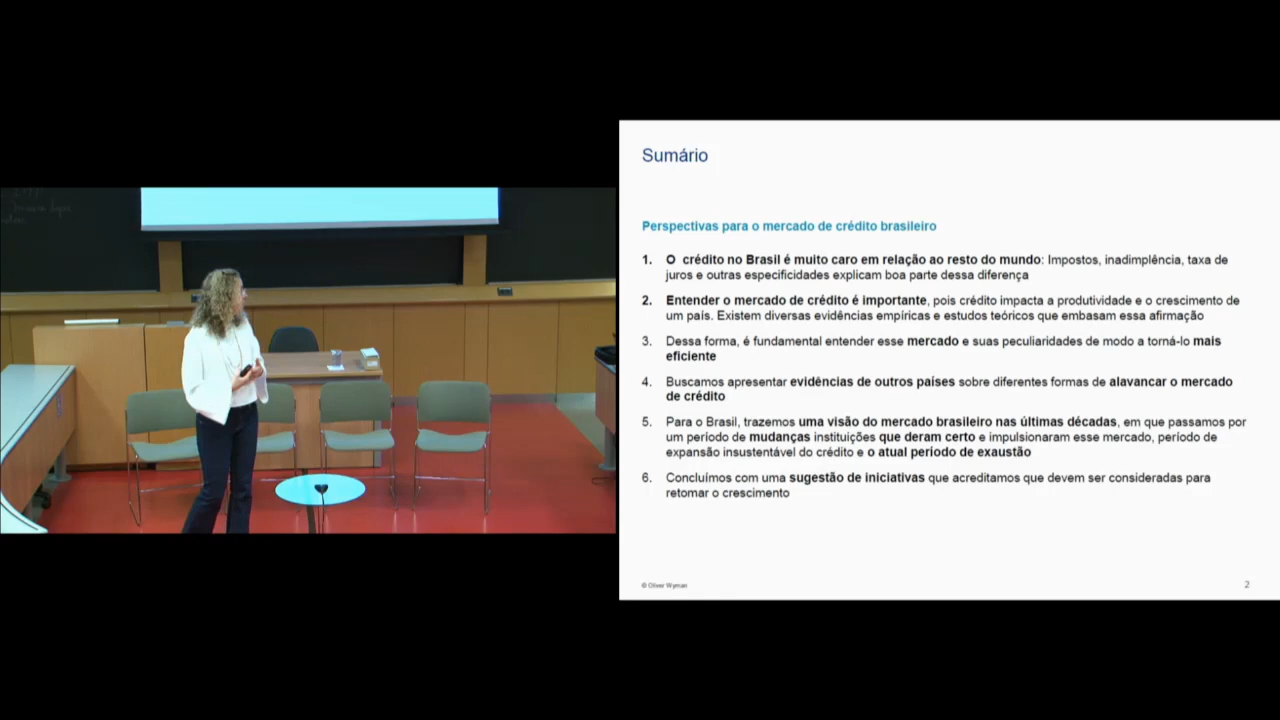 Sumário
Perspectivas para o mercado de crédito brasileiro
1. O crédito no Brasil é muito caro em relação ao resto do mundo: Impostos, inadimplência, taxa de
juros e outras especificidades explicam boa parte dessa diferença
2. Entender o mercado de crédito é importante, pois crédito impacta a produtividade e o crescimento de
um país. Existem diversas evidências empíricas e estudos teóricos que embasam essa afirmação
3. Dessa forma, é fundamental entender esse mercado e suas peculiaridades de modo a torná-lo mais
eficiente
4. Buscamos apresentar evidências de outros países sobre diferentes formas de alavancar o mercado
de crédito
5. Para o Brasil, trazemos uma visão do mercado brasileiro nas últimas décadas, em que passamos por
um período de mudanças instituições que deram certo e impulsionaram esse mercado, período de
expansão insustentável do crédito e o atual período de exaustão
6. Concluímos com uma sugestão de iniciativas que acreditamos que devem ser consideradas para
retomar o crescimento
© Oliver Wyman
2